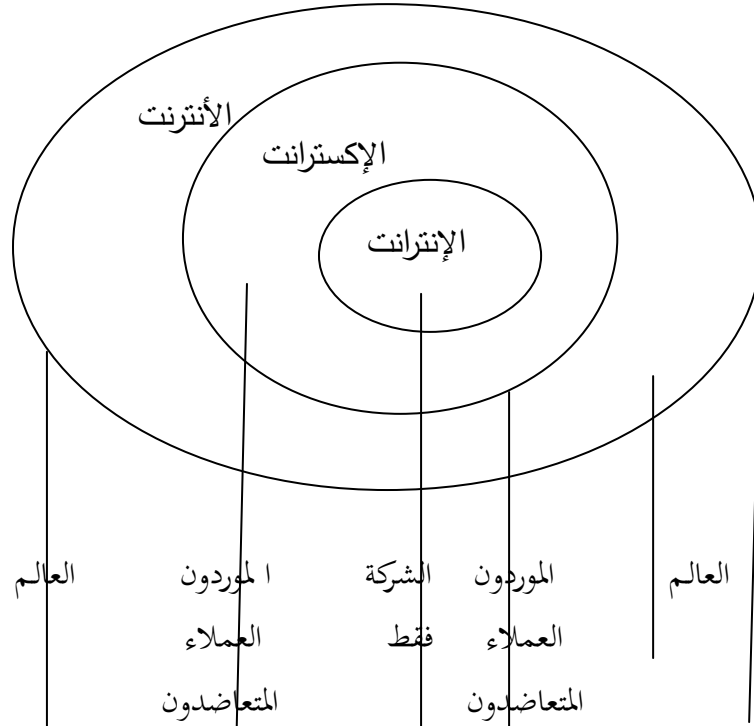 الأنترنت
الإكسترانت
الإنترانت
العالم الموردون الشركة ا لموردون العالم
العملاء فقط العملاء
المتعاضدون المتعاضدون